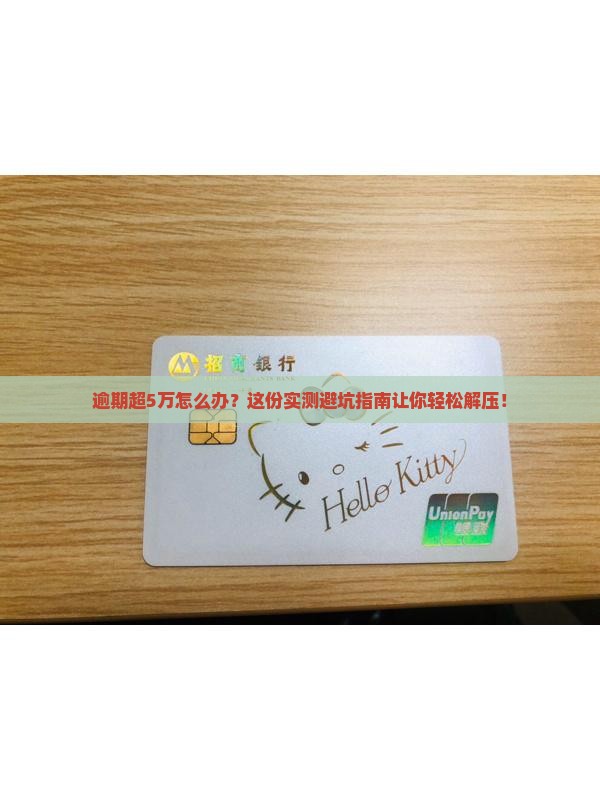 招商银行
逾期超5万怎么办？这份实测避坑指南让你轻松解压！
Hello Kitty
UnionPay
银联